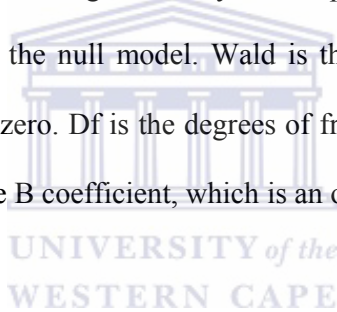 the null model. Wald is th
zero. Df is the degrees of fr
B coefficient, which is an
UNIVERSITY of the
WESTERN CAPE